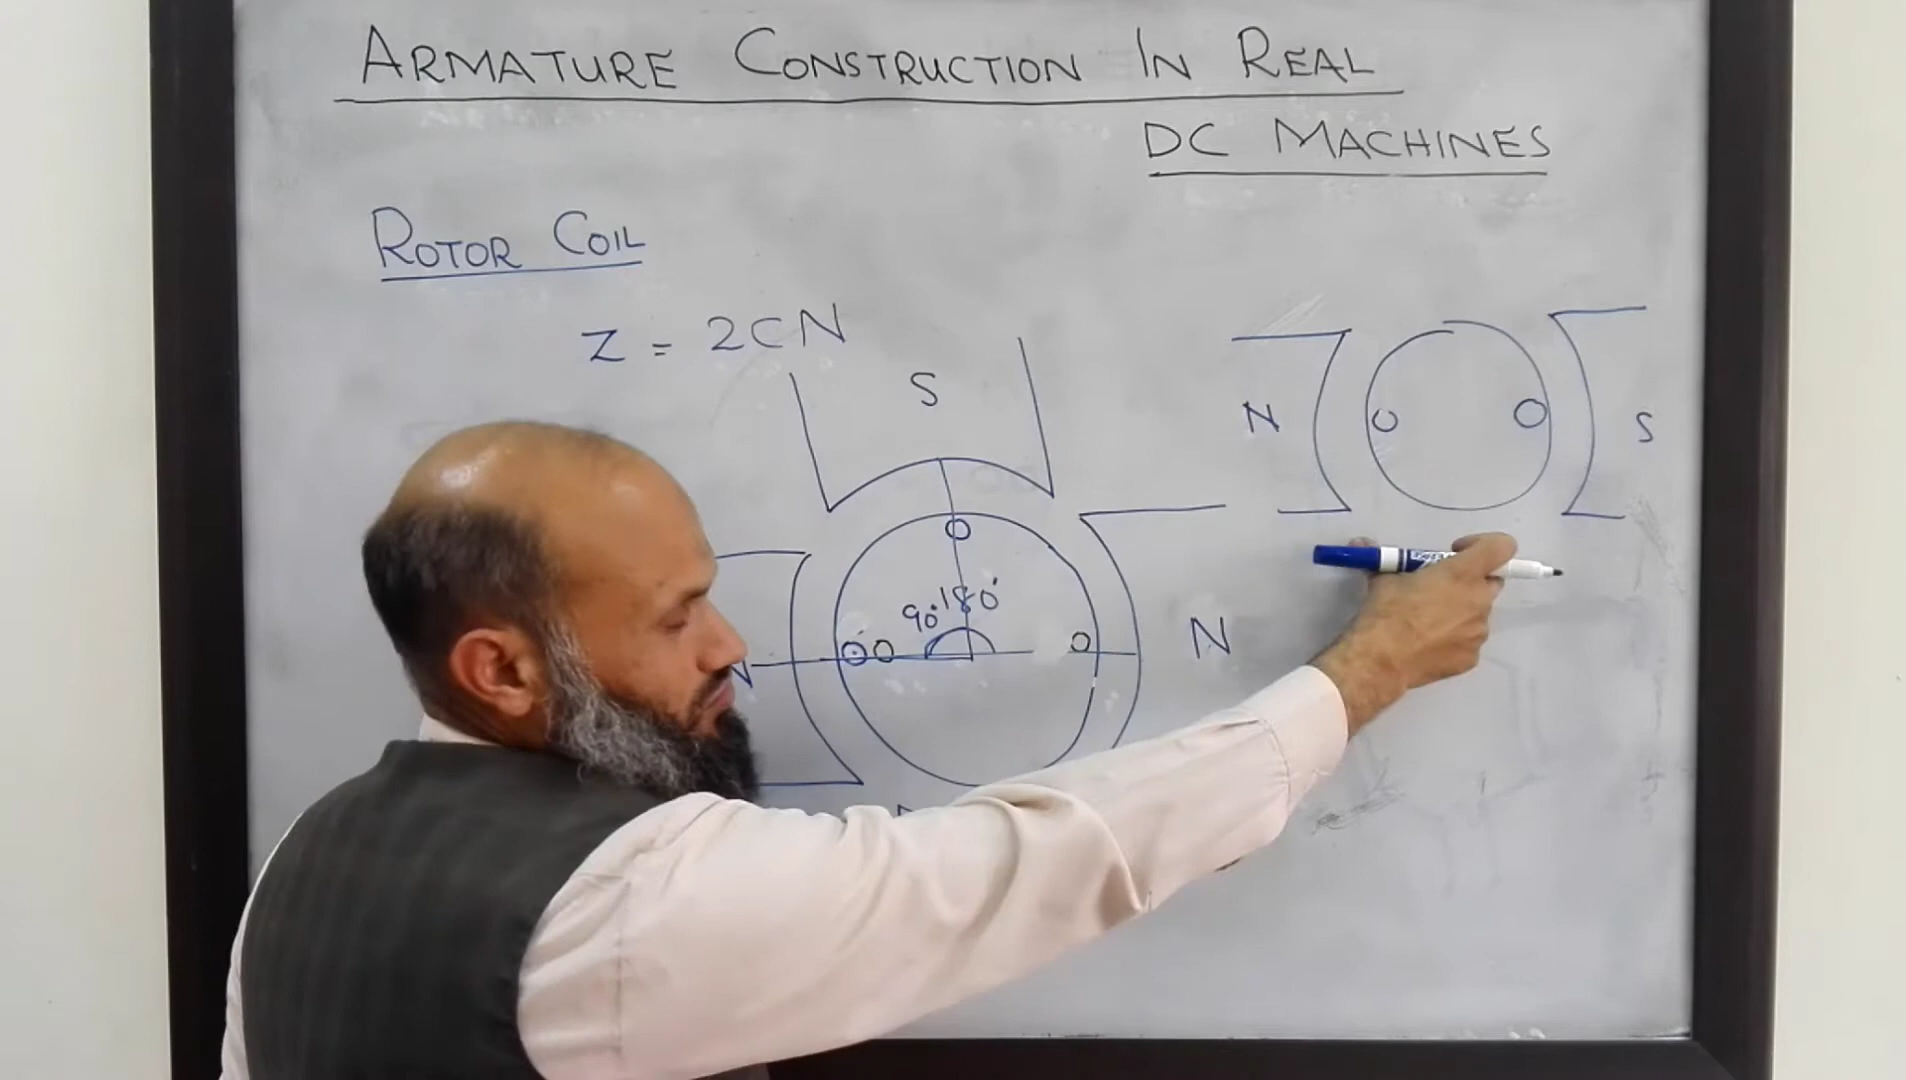 ARMATURE CONSTRUCTION IN REAL
DC MACHINES
ROTOR COIL
Z = 2CN
S
N
S
90° 180°
N
N